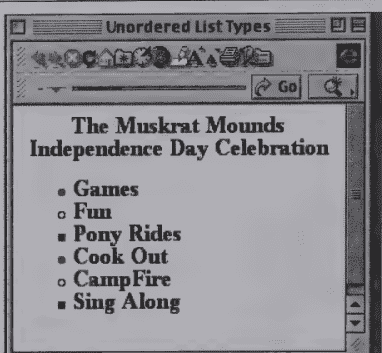 Unordered List Types
Go
The Muskrat Mounds
Independence Day Celebration
Games
Fun
Pony Rides
Cook Out
CampFire
Sing Along